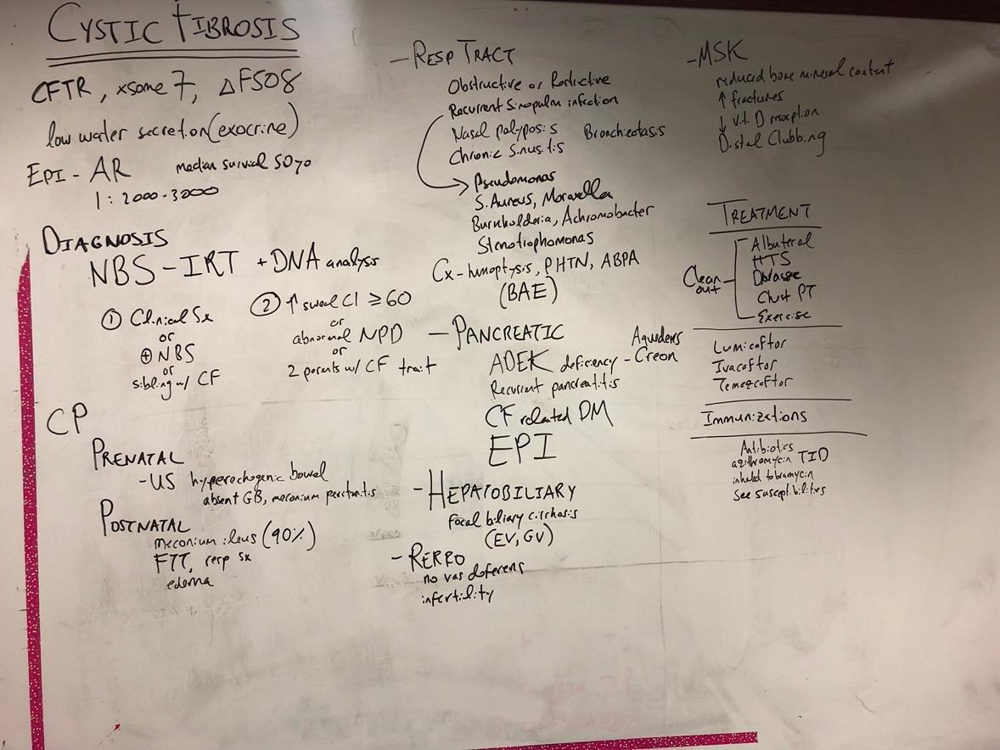 CYSTIC FIBROSIS
CFTR, xsome 7, ΔF508
low water secretion (exocrine)
EPI - AR median survival 50yo
1 : 2000-3000
DIAGNOSIS
NBS - IRT + DNA analysis
① Clinical Sx
or
⊕ NBS
or
sibling w/ CF
② ↑ sweat Cl ≥ 60
or
abnormal NPD
or
2 parents w/ CF trait
CP
PRENATAL
- US hyperechogenic bowel
absent GB, meconium peritonitis
POSTNATAL
meconium ileus (90%)
FTT, resp sx
edema
- RESP TRACT
Obstructive or Restrictive
Recurrent Sinopulm infection
Nasal polyposis Bronchiectasis
Chronic Sinusitis
→ Pseudomonas
S. Aureus, Moraxella
Burkholderia, Achromobacter
Stenotrophomonas
Cx - hemoptysis, PHTN, ABPA
(BAE)
- PANCREATIC
ADEK deficiency - Aquadeks
Creon
Recurrent pancreatitis
CF related DM
EPI
- HEPATOBILIARY
Focal biliary cirrhosis
(EV, GV)
- REPRO
no vas deferens
infertility
- MSK
reduced bone mineral content
↑ fractures
↓ Vit D
Distal Clubbing
TREATMENT
Clean out
Albuterol
HTS
DNase
Chest PT
Exercise
Lumicaftor
Ivacaftor
Temezcaftor
Immunizations
Antibiotics
azithromycin TID
inhaled tobramycin
See susceptibilities